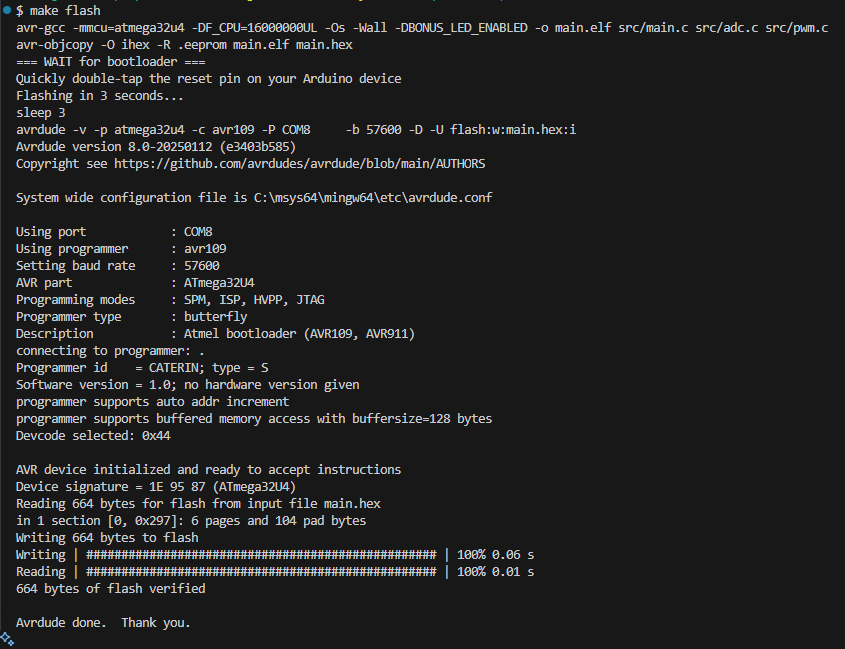 $ make flash
avr-gcc -mmcu=atmega32u4 -DF_CPU=16000000UL -Os -Wall -DBONUS_LED_ENABLED -o main.elf src/main.c src/adc.c src/pwm.c
avr-objcopy -O ihex -R .eeprom main.elf main.hex
=== WAIT for bootloader ===
Quickly double-tap the reset pin on your Arduino device
Flashing in 3 seconds...
sleep 3
avrdude -v -p atmega32u4 -c avr109 -P COM8     -b 57600 -D -U flash:w:main.hex:i
Avrdude version 8.0-20250112 (e3403b585)
Copyright see https://github.com/avrdudes/avrdude/blob/main/AUTHORS

System wide configuration file is C:\msys64\mingw64\etc\avrdude.conf

Using port            : COM8
Using programmer      : avr109
Setting baud rate     : 57600
AVR part              : ATmega32U4
Programming modes     : SPM, ISP, HVPP, JTAG
Programmer type       : butterfly
Description           : Atmel bootloader (AVR109, AVR911)
connecting to programmer: .
Programmer id    = CATERIN; type = S
Software version = 1.0; no hardware version given
programmer supports auto addr increment
programmer supports buffered memory access with buffersize=128 bytes
Devcode selected: 0x44

AVR device initialized and ready to accept instructions
Device signature = 1E 95 87 (ATmega32U4)
Reading 664 bytes for flash from input file main.hex
in 1 section [0, 0x297]: 6 pages and 104 pad bytes
Writing 664 bytes to flash
Writing | ################################################## | 100% 0.06 s
Reading | ################################################## | 100% 0.01 s
664 bytes of flash verified

Avrdude done.  Thank you.